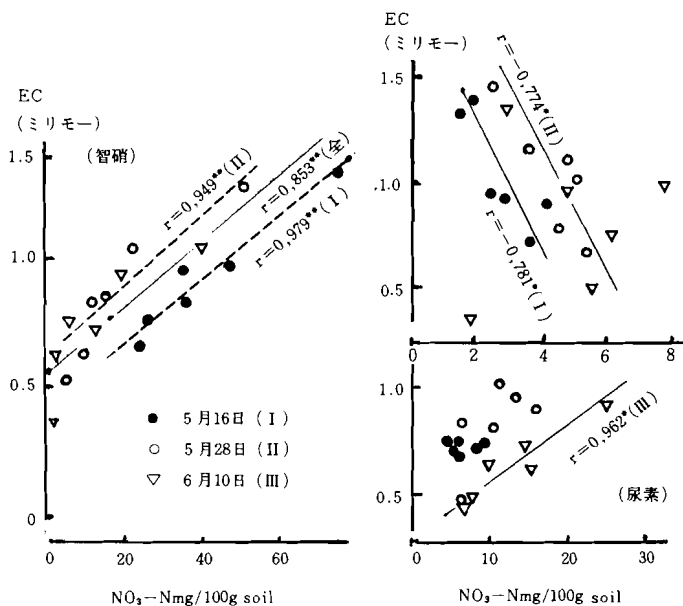 EC
(ミリモー)
(智硝)
1.5
1.0
0.5
0
r=0,949**(II)
r=0,853**(全)
r=0,979**(I)
● 5月16日(I)
○ 5月28日(II)
▽ 6月10日(III)
0 20 40 60
NO₃-Nmg/100g soil
EC
(ミリモー)
1.5
1.0
0.5
r=-0,774*(II)
r=-0,781*(I)
2 4 6 8
1.0
0.5
r=0,962*(III)
(尿素)
0 10 20 30
NO₃-Nmg/100g soil